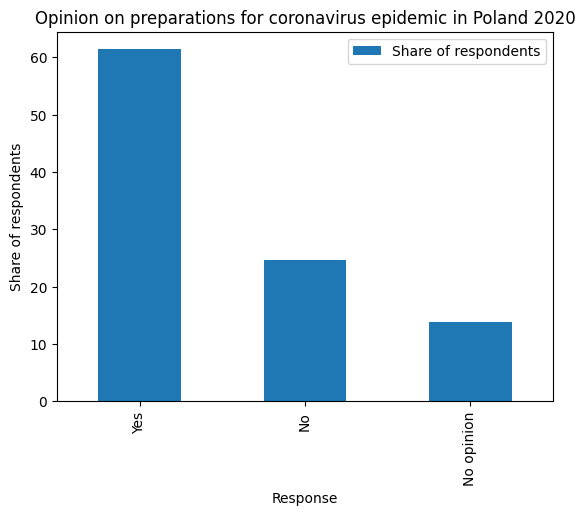 Opinion on preparations for coronavirus epidemic in Poland 2020
Share of respondents
Share of respondents
60
50
40
30
20
10
0
Yes
No
No opinion
Response